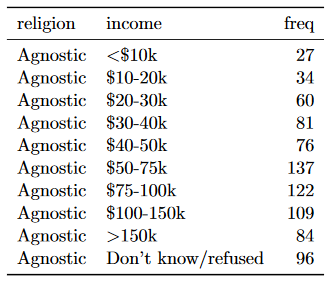 religion income freq
Agnostic <$10k 27
Agnostic $10-20k 34
Agnostic $20-30k 60
Agnostic $30-40k 81
Agnostic $40-50k 76
Agnostic $50-75k 137
Agnostic $75-100k 122
Agnostic $100-150k 109
Agnostic >150k 84
Agnostic Don't know/refused 96